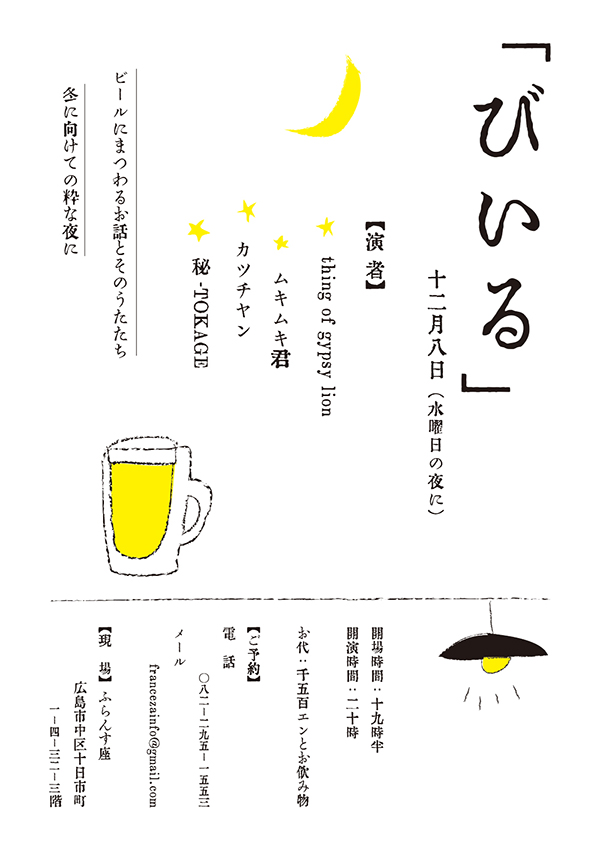 「びいる」
十二月八日（水曜日の夜に）
【演者】
thing of gypsy lion
ムキムキ君
カツチヤン
秘-TOKAGE
ビールにまつわるお話とそのうたたち
冬に向けての粋な夜に
開場時間：十九時半
開演時間：二十時
お代：千五百エンとお飲み物
【ご予約】
電話
〇八二－二九五－一五五三
メール
francezainfo@gmail.com
【現場】ふらんす座
広島市中区十日市町
一－四－三二－三階